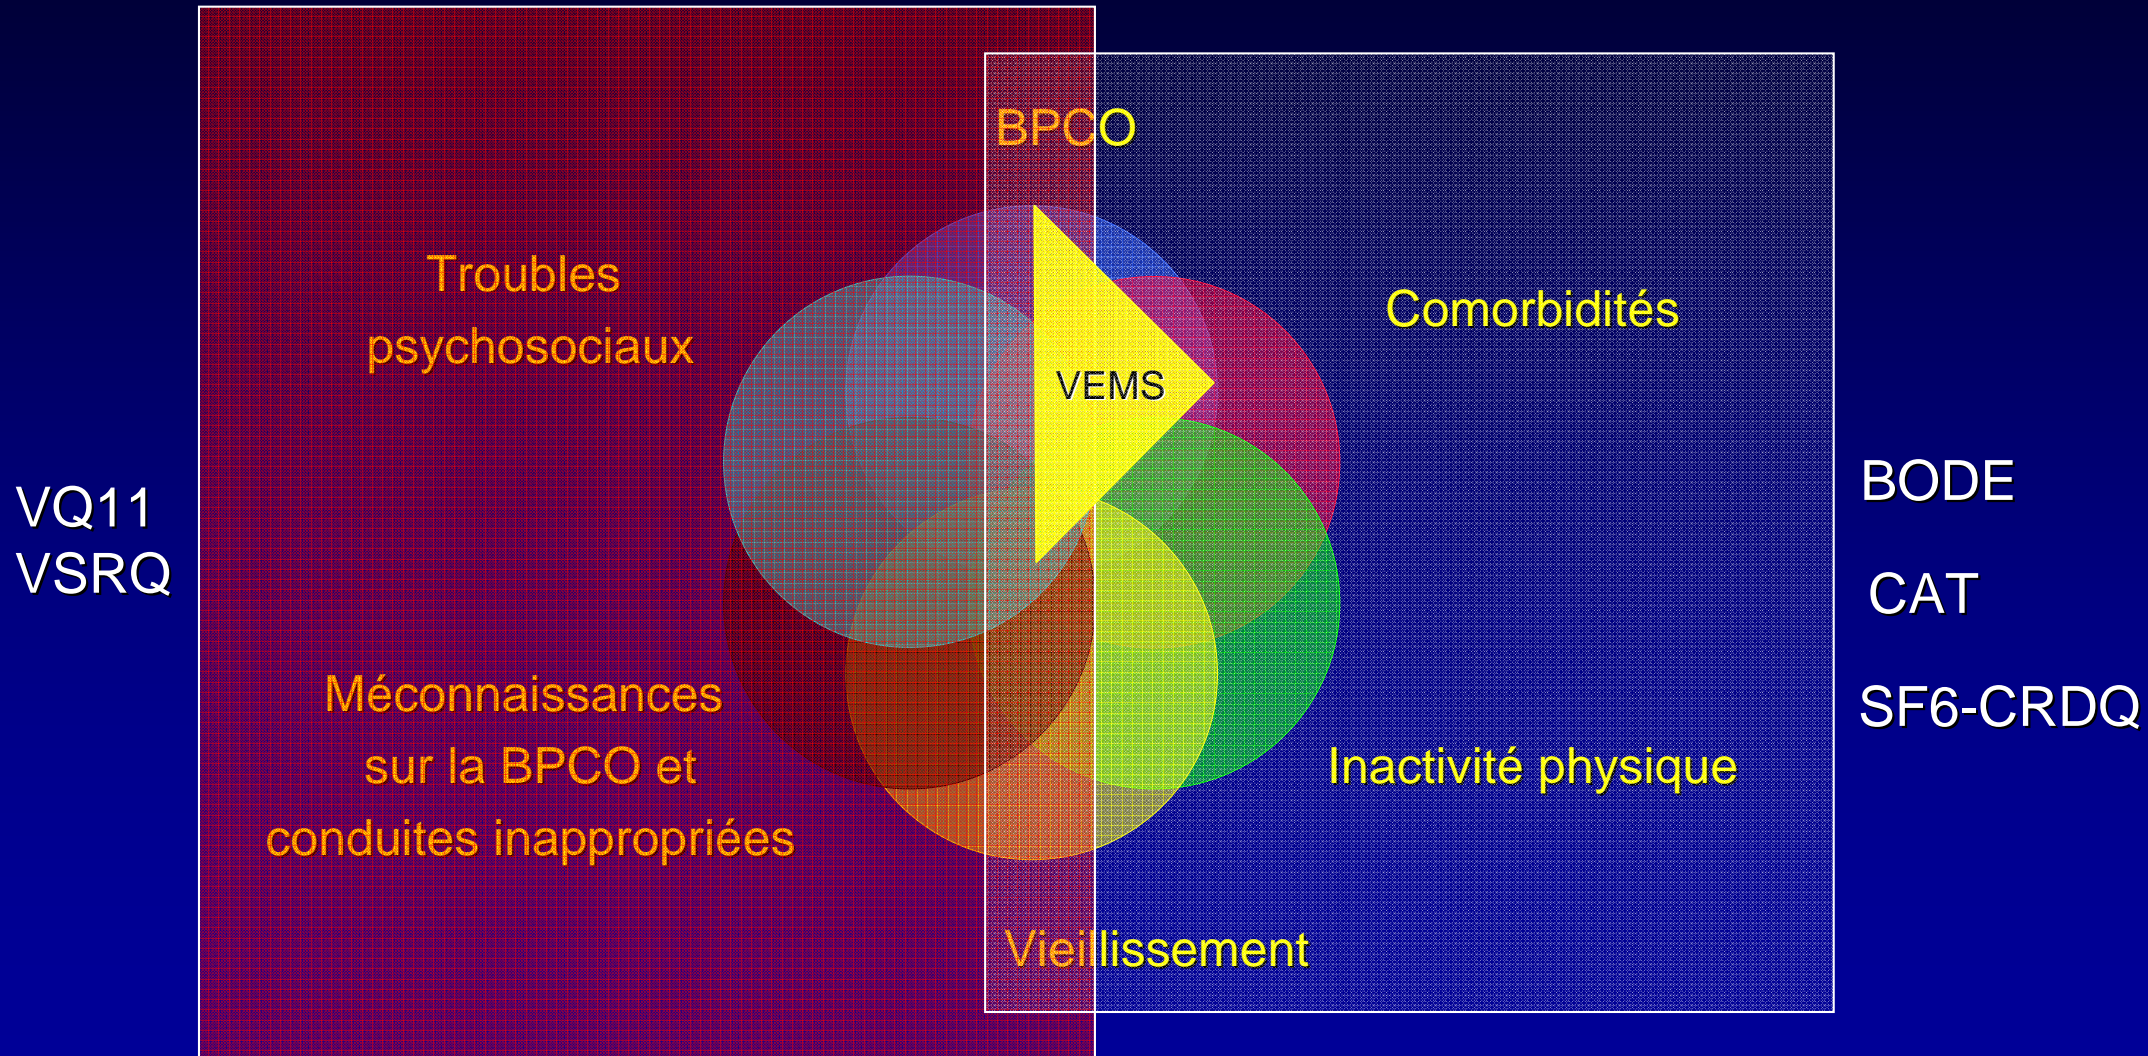 BPCO
Troubles
psychosociaux
Comorbidités
VEMS
VQ11
VSRQ
BODE
CAT
SF6-CRDQ
Méconnaissances
sur la BPCO et
conduites inappropriées
Inactivité physique
Vieillissement